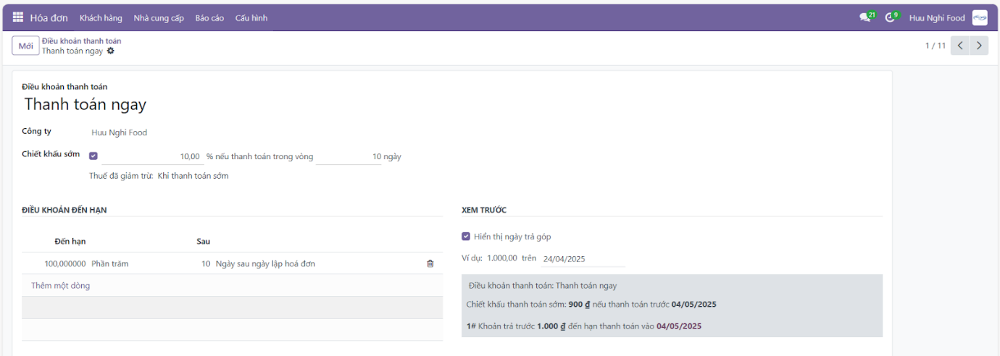 Hóa đơn Khách hàng Nhà cung cấp Báo cáo Cấu hình 21 9 Huu Nghi Food
Mới Điều khoản thanh toán
Thanh toán ngay 1 / 11
Điều khoản thanh toán
Thanh toán ngay
Công ty Huu Nghi Food
Chiết khấu sớm 10,00 % nếu thanh toán trong vòng 10 ngày
Thuế đã giảm trừ: Khi thanh toán sớm
ĐIỀU KHOẢN ĐẾN HẠN
Đến hạn Sau
100,000000 Phần trăm 10 Ngày sau ngày lập hoá đơn
Thêm một dòng
XEM TRƯỚC
Hiển thị ngày trả góp
Ví dụ: 1.000,00 trên 24/04/2025
Điều khoản thanh toán: Thanh toán ngay
Chiết khấu thanh toán sớm: 900 ₫ nếu thanh toán trước 04/05/2025
1# Khoản trả trước 1.000 ₫ đến hạn thanh toán vào 04/05/2025